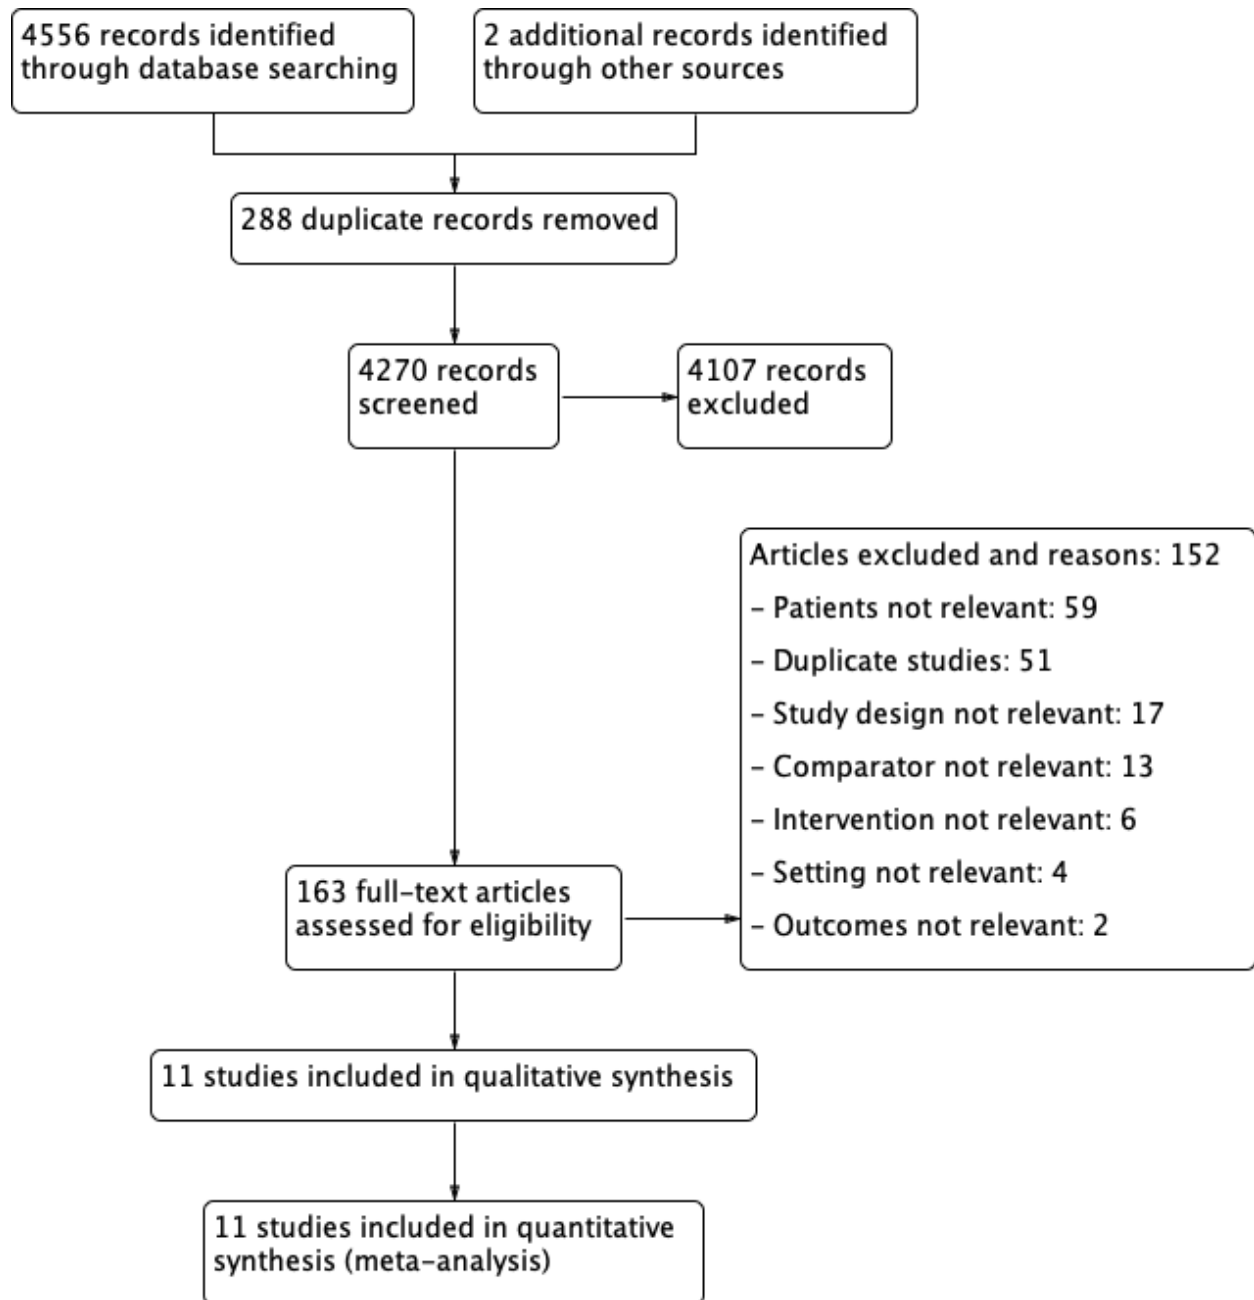 4556 records identified
through database searching
2 additional records identified
through other sources
288 duplicate records removed
4270 records
screened
4107 records
excluded
Articles excluded and reasons: 152
– Patients not relevant: 59
– Duplicate studies: 51
– Study design not relevant: 17
– Comparator not relevant: 13
– Intervention not relevant: 6
– Setting not relevant: 4
– Outcomes not relevant: 2
163 full-text articles
assessed for eligibility
11 studies included in qualitative synthesis
11 studies included in quantitative
synthesis (meta-analysis)